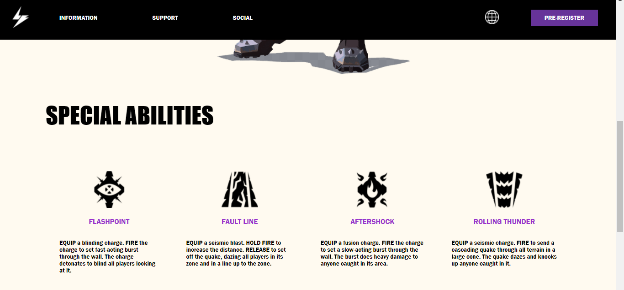 INFORMATION SUPPORT SOCIAL PRE-REGISTER
SPECIAL ABILITIES
FLASHPOINT
EQUIP a blinding charge. FIRE the
charge to set fast-acting burst
through the wall. The charge
detonates to blind all players looking
at it.
FAULT LINE
EQUIP a seismic blast. HOLD FIRE to
increase the distance. RELEASE to set
off the quake, dazing all players in its
zone and in a line up to the zone.
AFTERSHOCK
EQUIP a fusion charge. FIRE the charge
to set a slow-acting burst through the
wall. The burst does heavy damage to
anyone caught in its area.
ROLLING THUNDER
EQUIP a seismic charge. FIRE to send a
cascading quake through all terrain in a
large cone. The quake dazes and knocks
up anyone caught in it.